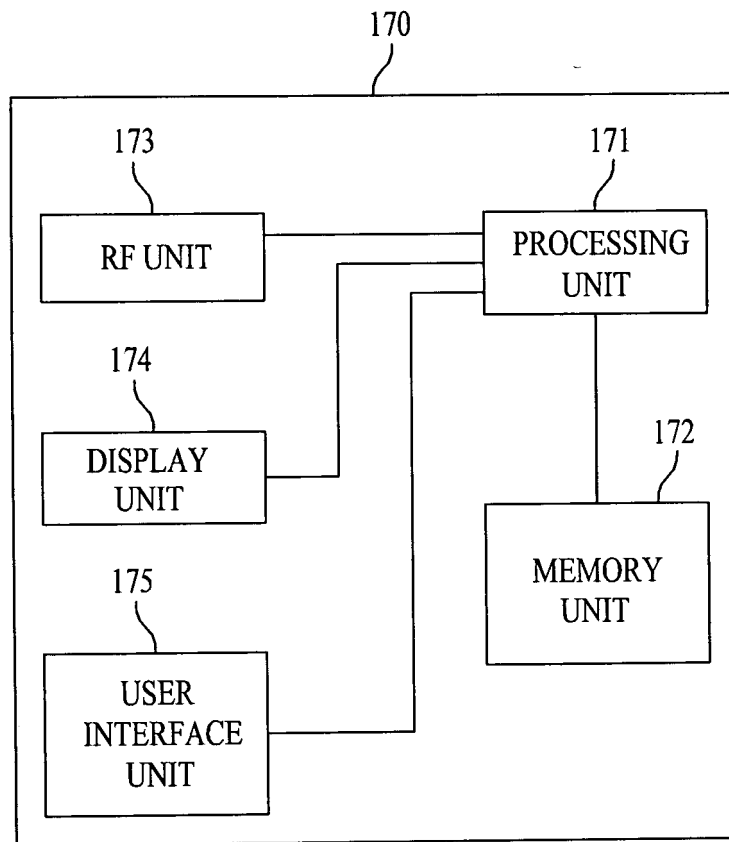 170
173
171
RF UNIT
PROCESSING
UNIT
174
DISPLAY
UNIT
172
MEMORY
UNIT
175
USER
INTERFACE
UNIT